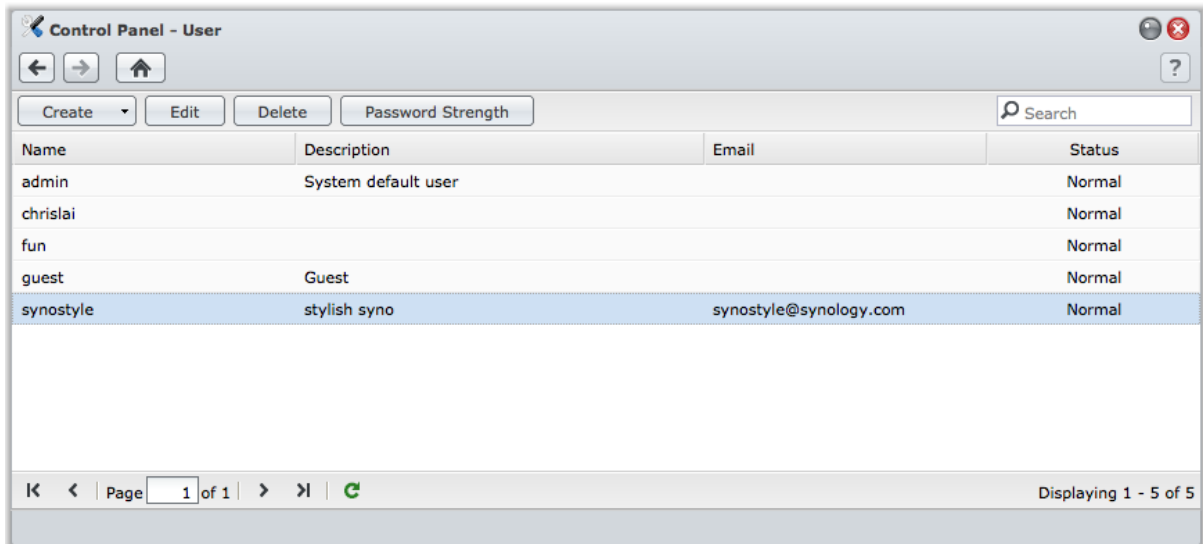 Control Panel - User
?
Create Edit Delete Password Strength Search
Name Description Email Status
admin System default user Normal
chrislai Normal
fun Normal
guest Guest Normal
synostyle stylish syno synostyle@synology.com Normal
Page 1 of 1 Displaying 1 - 5 of 5